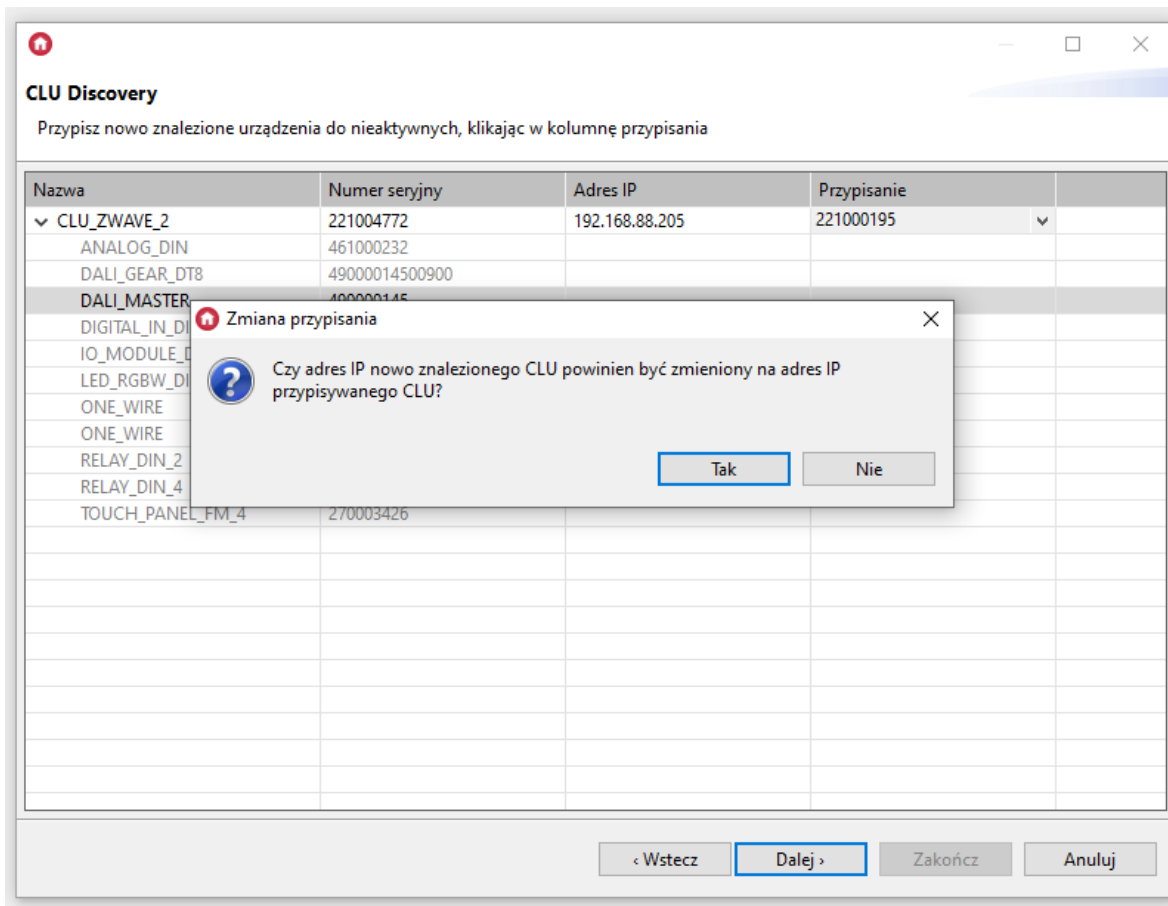 CLU Discovery
Przypisz nowo znalezione urządzenia do nieaktywnych, klikając w kolumnę przypisania
Nazwa Numer seryjny Adres IP Przypisanie
CLU_ZWAVE_2 221004772 192.168.88.205 221000195
ANALOG_DIN 461000232
DALI_GEAR_DT8 49000014500900
DALI_MASTER 490000145
Zmiana przypisania
DIGITAL_IN_DI
IO_MODULE_D
Czy adres IP nowo znalezionego CLU powinien być zmieniony na adres IP
przypisywanego CLU?
LED_RGBW_DI
ONE_WIRE
ONE_WIRE
RELAY_DIN_2
Tak Nie
RELAY_DIN_4
TOUCH_PANEL_FM_4 270003426
‹ Wstecz Dalej › Zakończ Anuluj